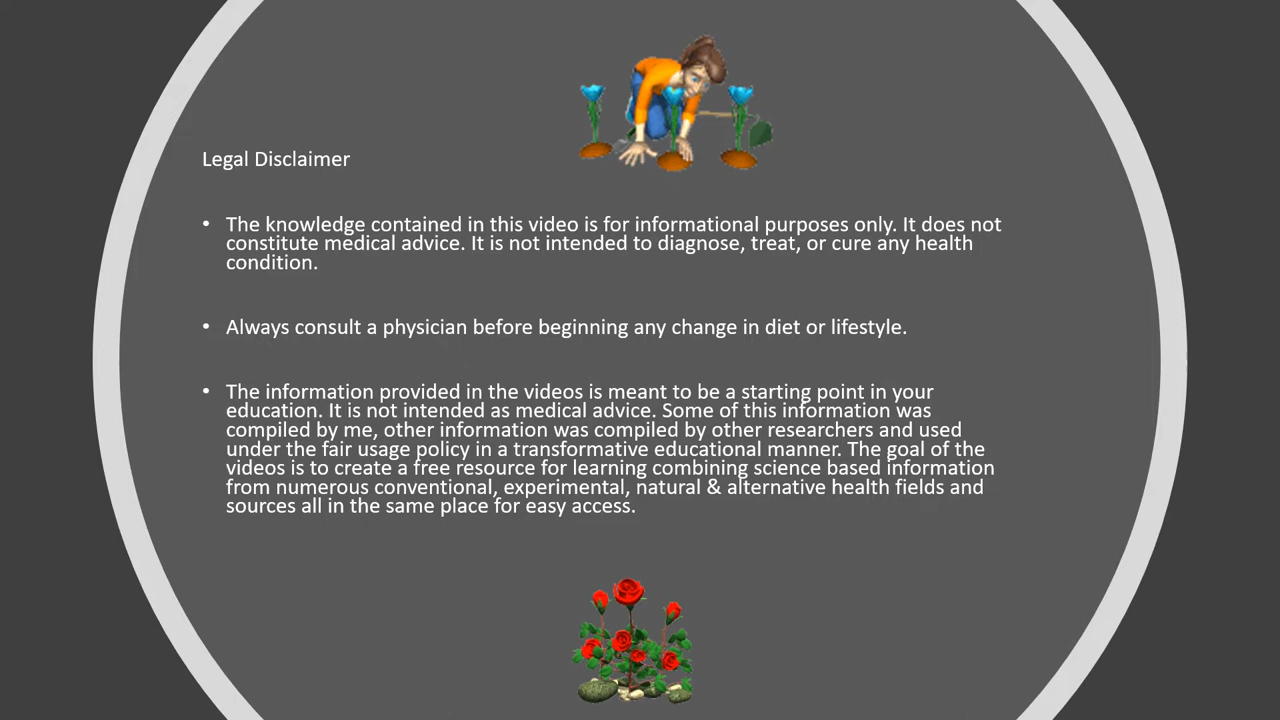 Legal Disclaimer
• The knowledge contained in this video is for informational purposes only. It does not
constitute medical advice. It is not intended to diagnose, treat, or cure any health
condition.
• Always consult a physician before beginning any change in diet or lifestyle.
• The information provided in the videos is meant to be a starting point in your
education. It is not intended as medical advice. Some of this information was
compiled by me, other information was compiled by other researchers and used
under the fair usage policy in a transformative educational manner. The goal of the
videos is to create a free resource for learning combining science based information
from numerous conventional, experimental, natural & alternative health fields and
sources all in the same place for easy access.